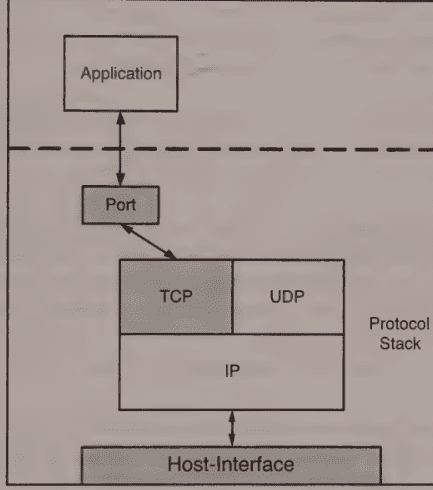 Application
Port
TCP
UDP
Protocol
Stack
IP
Host-Interface